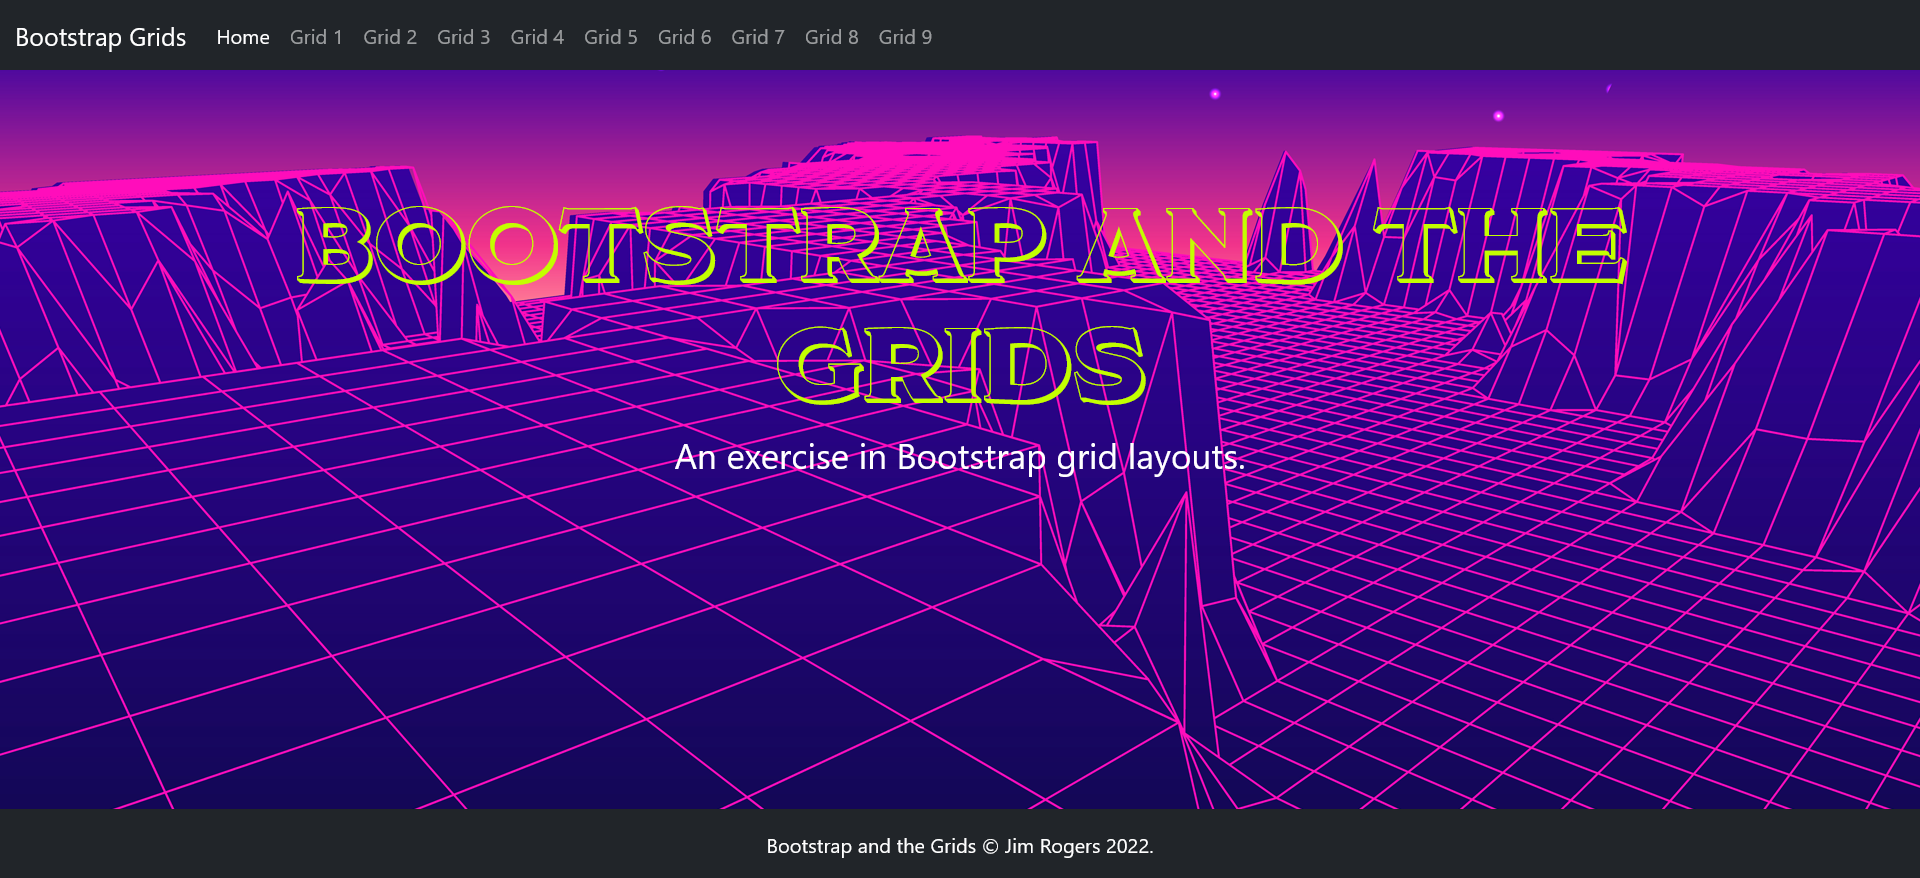 Bootstrap Grids Home Grid 1 Grid 2 Grid 3 Grid 4 Grid 5 Grid 6 Grid 7 Grid 8 Grid 9
BOOTSTRAP AND THE
GRIDS
An exercise in Bootstrap grid layouts.
Bootstrap and the Grids © Jim Rogers 2022.